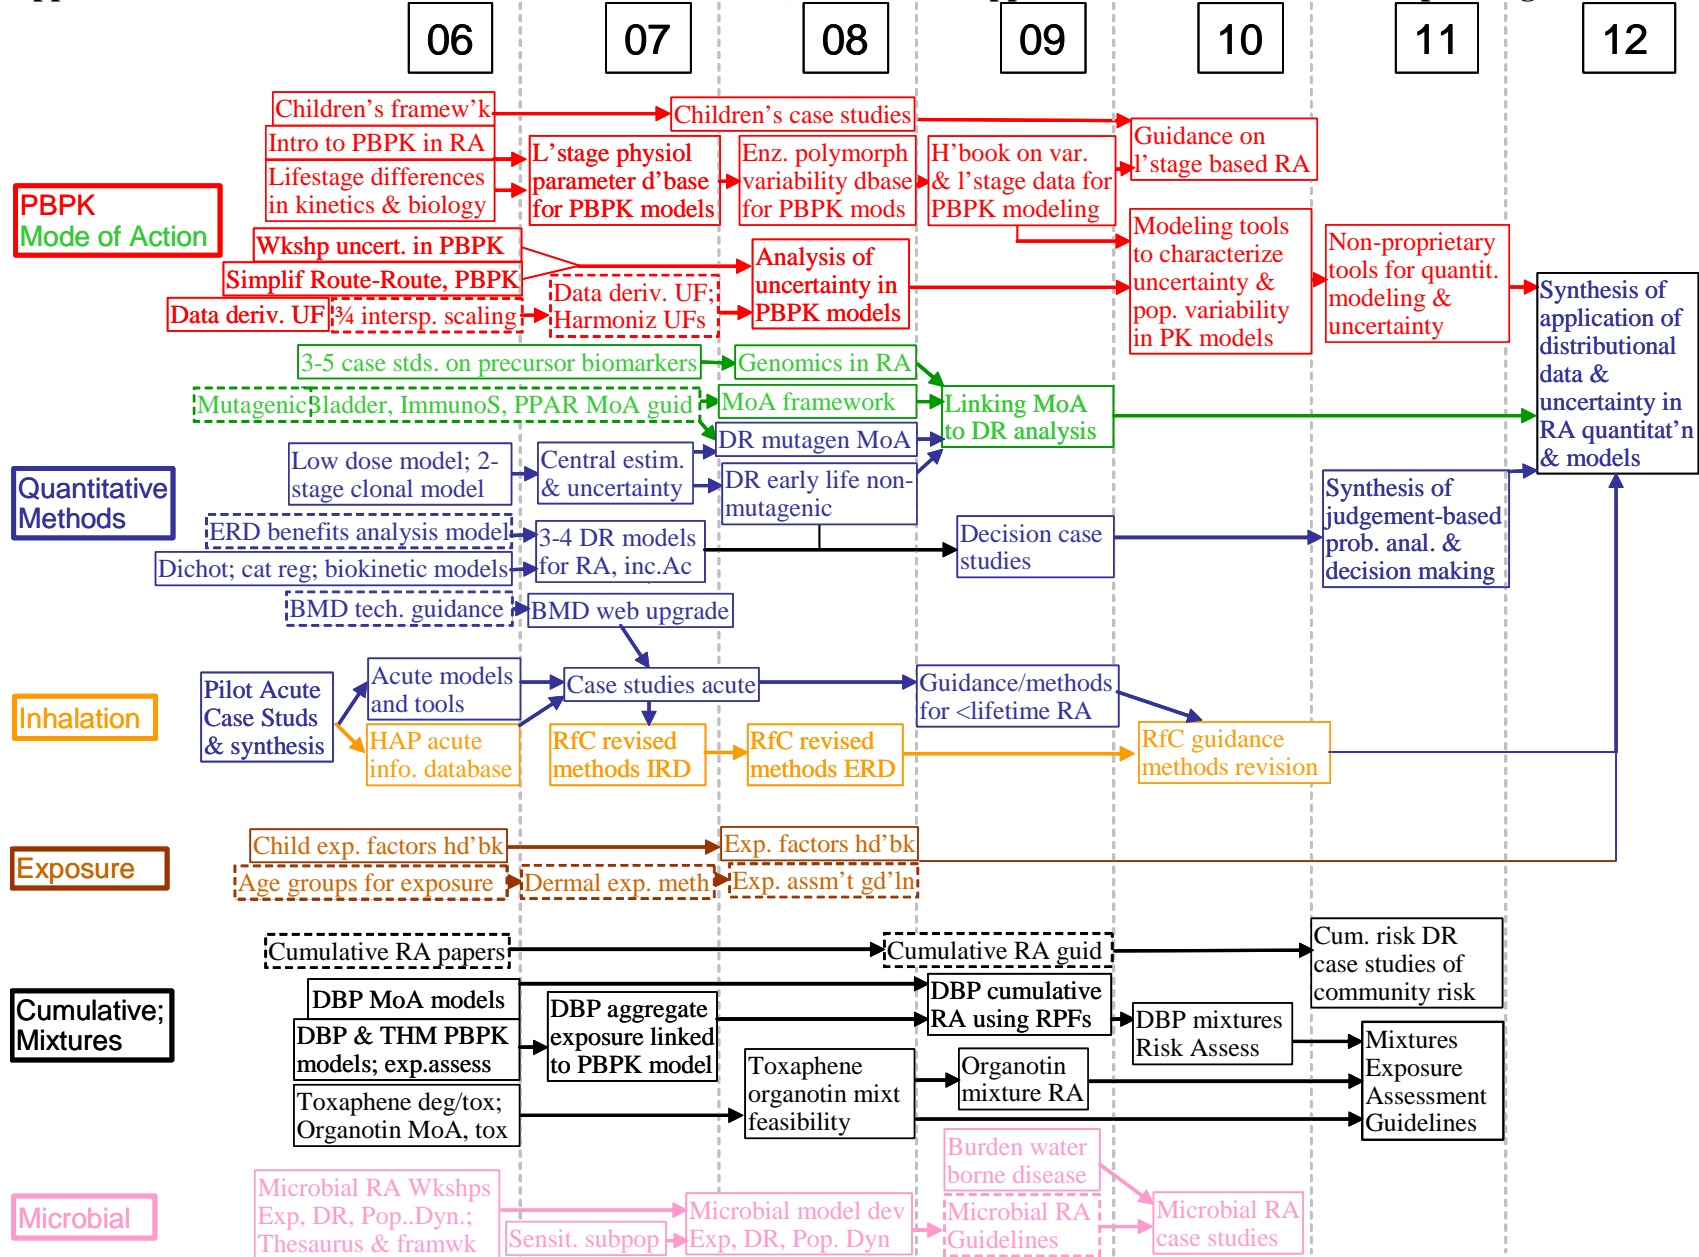 06 07 08 09 10 11 12
Children's framew'k
Children's case studies
Intro to PBPK in RA
Lifestage differences
in kinetics & biology
L'stage physiol
parameter d'base
for PBPK models
Enz. polymorph
variability dbase
for PBPK mods
H'book on var.
& l'stage data for
PBPK modeling
Guidance on
l'stage based RA
PBPK
Mode of Action
Wkshp uncert. in PBPK
Simplif Route-Route, PBPK
Data deriv. UF
¾ intersp. scaling
Data deriv. UF;
Harmoniz UFs
Analysis of
uncertainty in
PBPK models
Modeling tools
to characterize
uncertainty &
pop. variability
in PK models
Non-proprietary
tools for quantit.
modeling &
uncertainty
Synthesis of
application of
distributional
data &
uncertainty in
RA quantitat'n
& models
3-5 case stds. on precursor biomarkers
Genomics in RA
Mutagenic
Bladder, ImmunoS, PPAR MoA guid
MoA framework
Linking MoA
to DR analysis
DR mutagen MoA
Quantitative
Methods
Low dose model; 2-
stage clonal model
Central estim.
& uncertainty
DR early life non-
mutagenic
ERD benefits analysis model
Dichot; cat reg; biokinetic models
3-4 DR models
for RA, inc.Ac
Decision case
studies
Synthesis of
judgement-based
prob. anal. &
decision making
BMD tech. guidance
BMD web upgrade
Inhalation
Pilot Acute
Case Studs
& synthesis
Acute models
and tools
HAP acute
info. database
Case studies acute
RfC revised
methods IRD
RfC revised
methods ERD
Guidance/methods
for <lifetime RA
RfC guidance
methods revision
Exposure
Child exp. factors hd'bk
Exp. factors hd'bk
Age groups for exposure
Dermal exp. meth
Exp. assm't gd'ln
Cumulative;
Mixtures
Cumulative RA papers
Cumulative RA guid
Cum. risk DR
case studies of
community risk
DBP MoA models
DBP & THM PBPK
models; exp.assess
DBP aggregate
exposure linked
to PBPK model
DBP cumulative
RA using RPFs
DBP mixtures
Risk Assess
Mixtures
Exposure
Assessment
Guidelines
Toxaphene deg/tox;
Organotin MoA, tox
Toxaphene
organotin mixt
feasibility
Organotin
mixture RA
Microbial
Microbial RA Wkshps
Exp, DR, Pop..Dyn.;
Thesaurus & framwk
Sensit. subpop
Microbial model dev
Exp, DR, Pop. Dyn
Burden water
borne disease
Microbial RA
Guidelines
Microbial RA
case studies